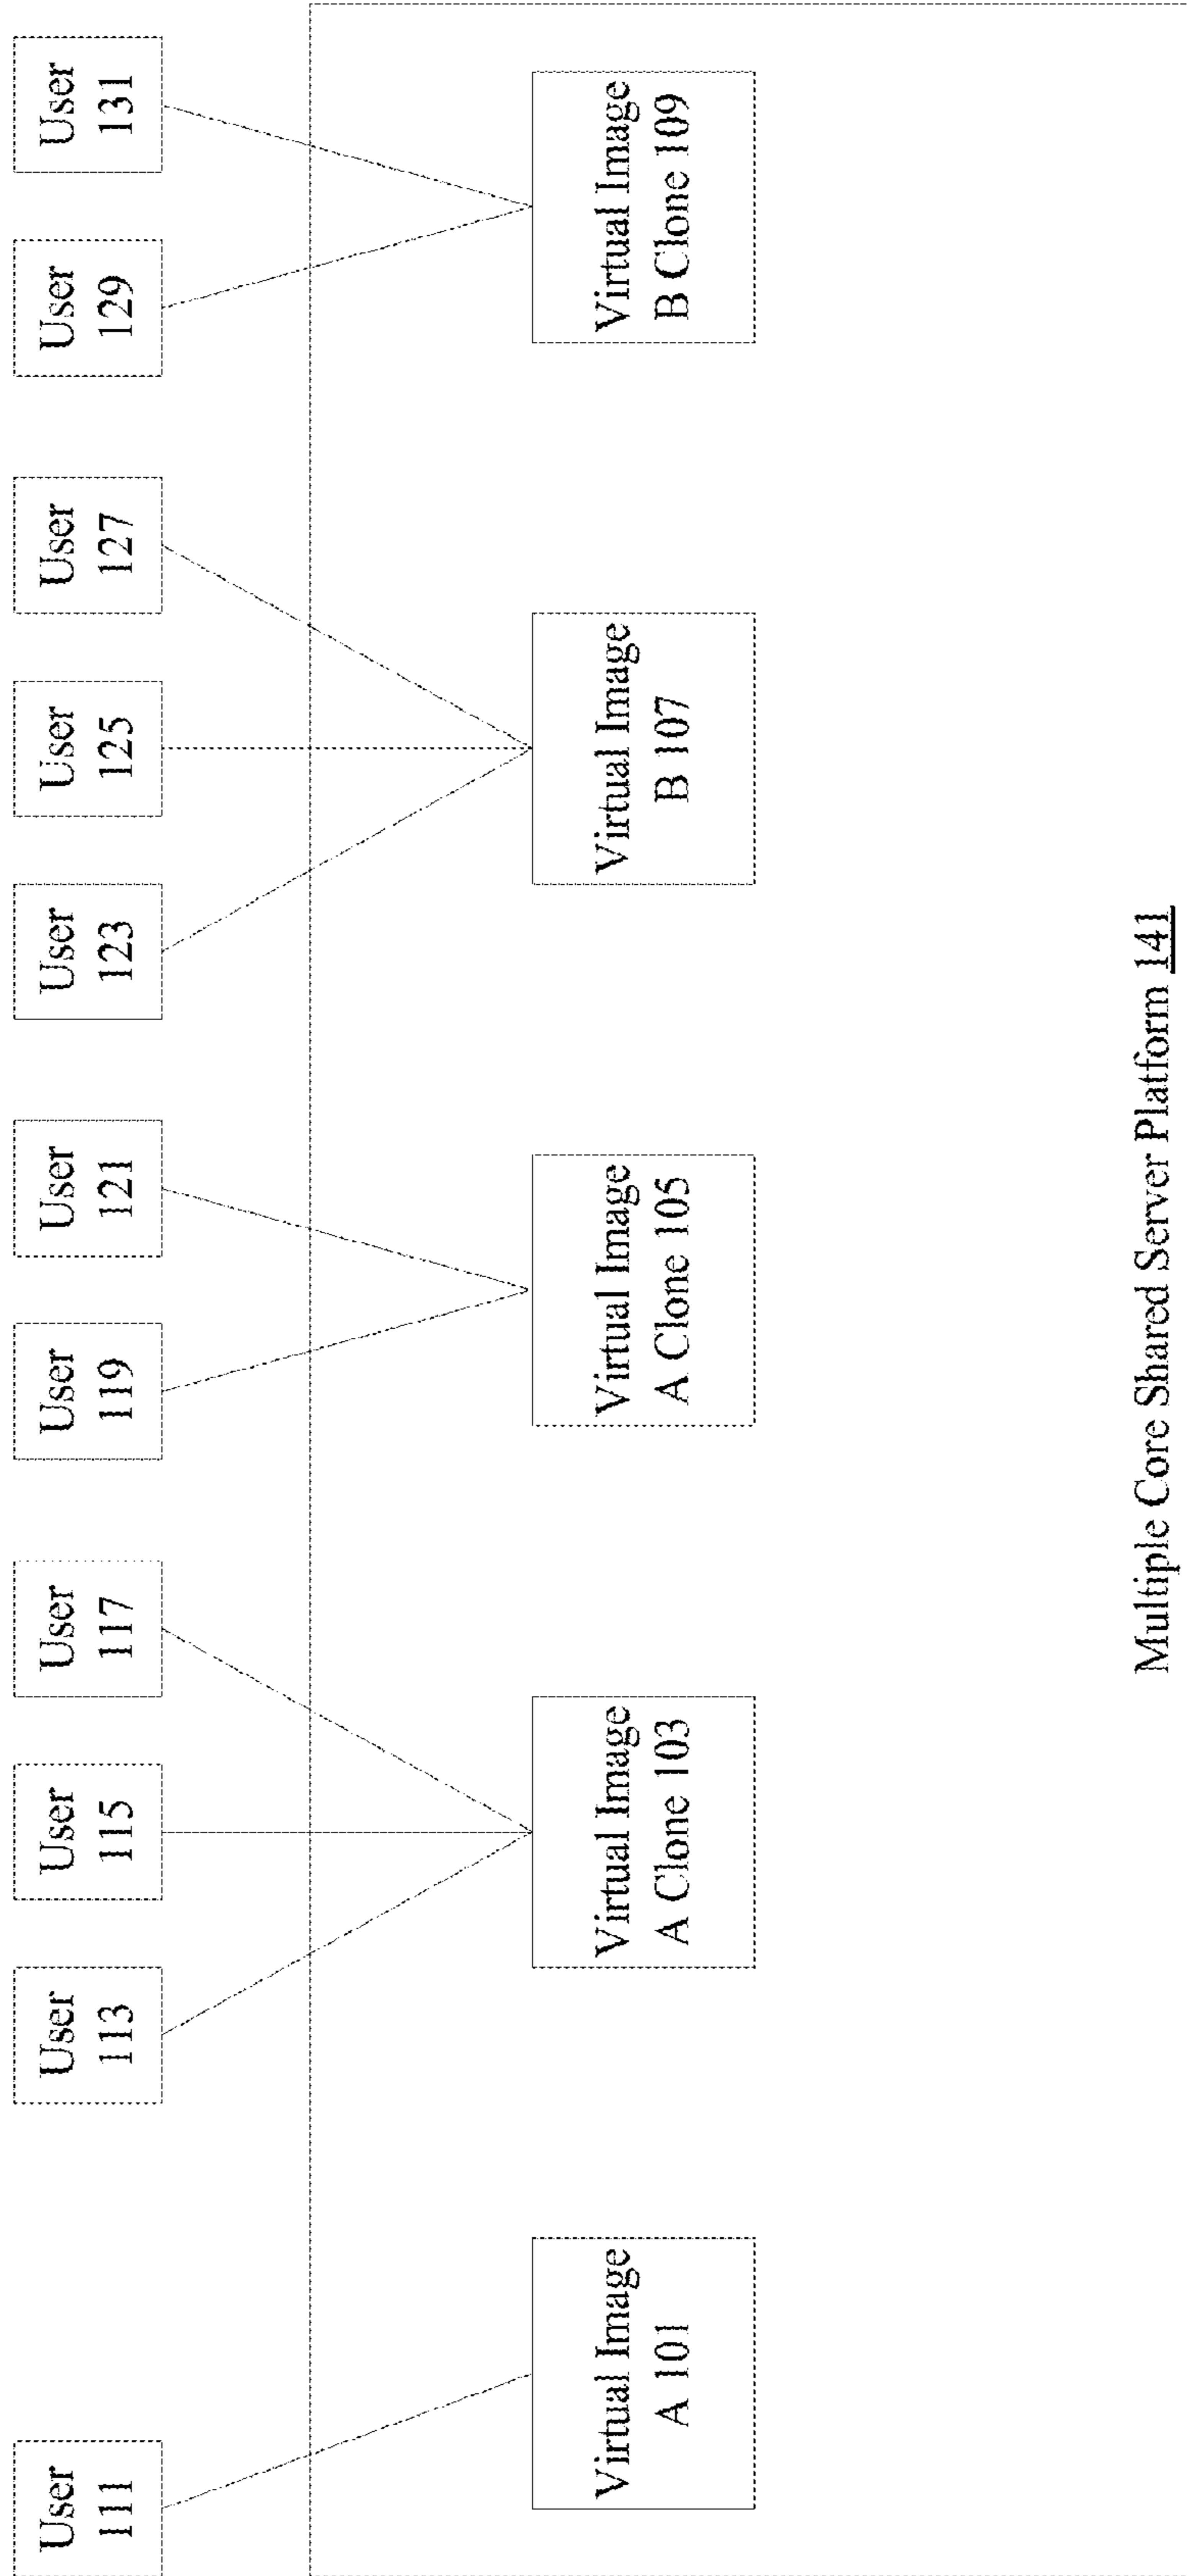 User
111
User
113
User
115
User
117
User
119
User
121
User
123
User
125
User
127
User
129
User
131
Virtual Image
A 101
Virtual Image
A Clone 103
Virtual Image
A Clone 105
Virtual Image
B 107
Virtual Image
B Clone 109
Multiple Core Shared Server Platform 141